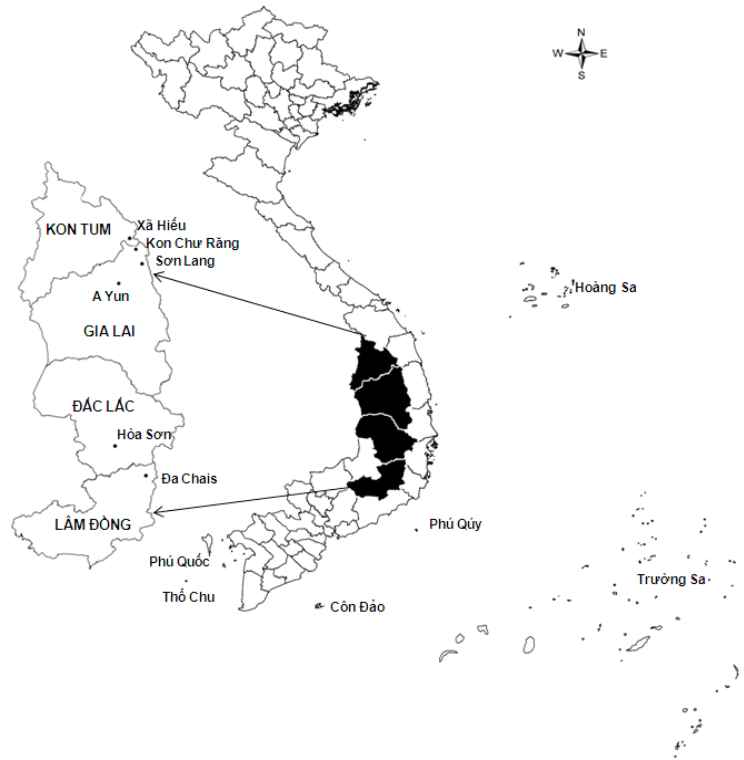 N
W E
S
KON TUM
Xã Hiếu
Kon Chư Răng
Sơn Lang
A Yun
GIA LAI
Hoàng Sa
ĐẮC LẮC
Hòa Sơn
Đa Chais
LÂM ĐỒNG
Phú Qúy
Phú Quốc
Thổ Chu
Côn Đảo
Trường Sa